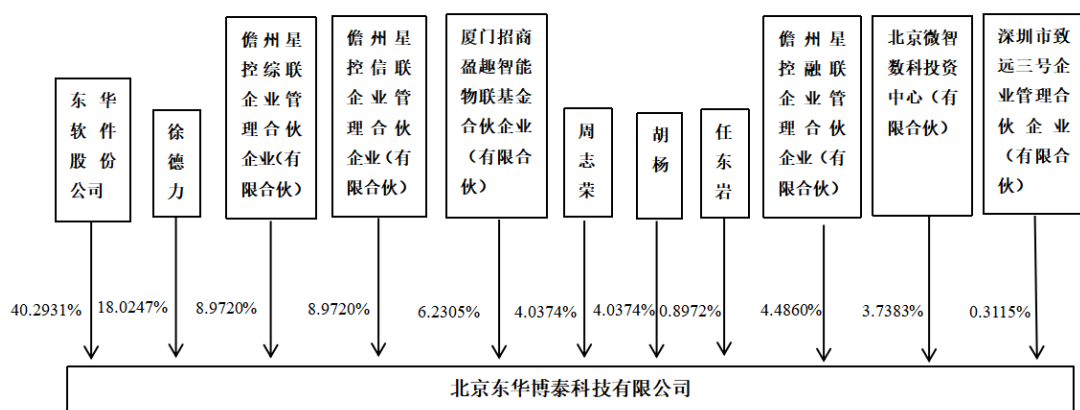 东华
软件
股份
公司
徐
德
力
儋州星
控综联
企业管
理合伙
企业（有
限合伙）
儋州星
控信联
企业管
理合伙
企业（有
限合伙）
厦门招商
盈趣智能
物联基金
合伙企业
（有限合
伙）
周
志
荣
胡
杨
任
东
岩
儋州星
控融联
企业管
理合伙
企业（有
限合伙）
北京微智
数科投资
中心（有
限合伙）
深圳市致
远三号企
业管理合
伙企业
（有限合
伙）
40.2931%
18.0247%
8.9720%
8.9720%
6.2305%
4.0374%
4.0374%
0.8972%
4.4860%
3.7383%
0.3115%
北京东华博泰科技有限公司